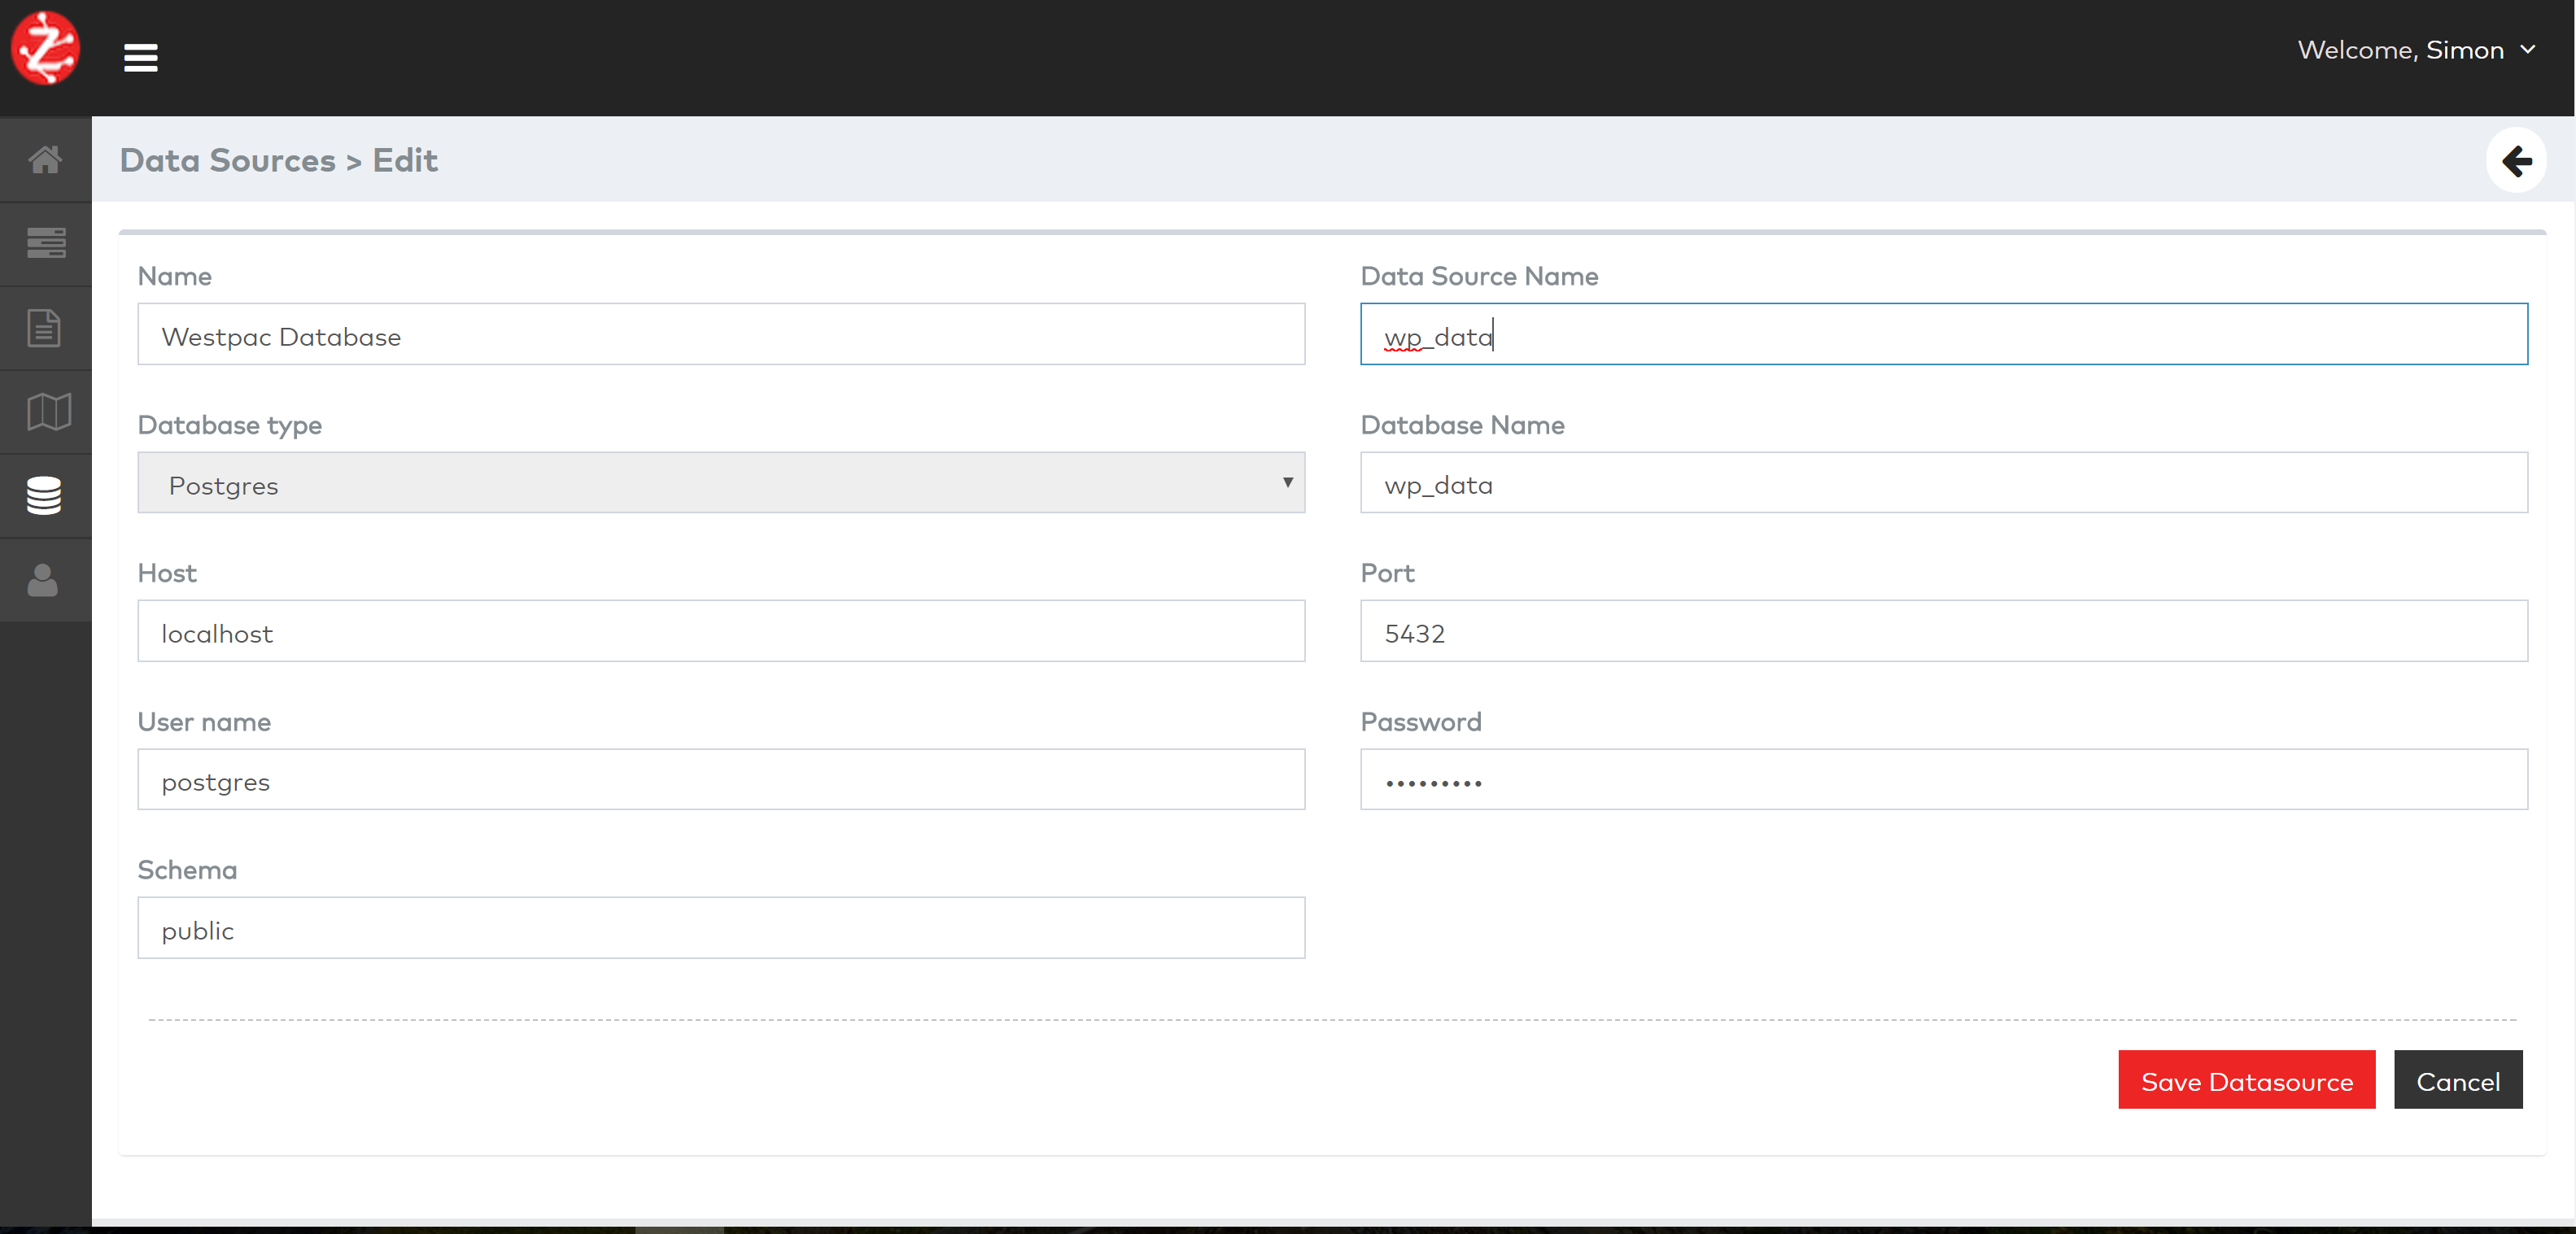 Welcome, Simon
Data Sources > Edit
Name
Data Source Name
Westpac Database
wp_data
Database type
Database Name
Postgres
wp_data
Host
Port
localhost
5432
User name
Password
postgres
•••••••••
Schema
public
Save Datasource
Cancel